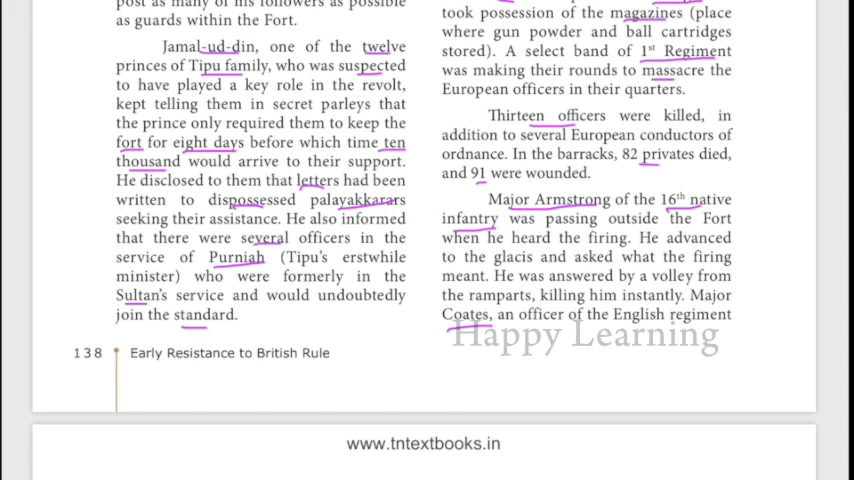 post as many of his followers as possible
as guards within the Fort.
Jamal-ud-din, one of the twelve
princes of Tipu family, who was suspected
to have played a key role in the revolt,
kept telling them in secret parleys that
the prince only required them to keep the
fort for eight days before which time ten
thousand would arrive to their support.
He disclosed to them that letters had been
written to dispossessed palayakkarars
seeking their assistance. He also informed
that there were several officers in the
service of Purniah (Tipu's erstwhile
minister) who were formerly in the
Sultan's service and would undoubtedly
join the standard.
took possession of the magazines (place
where gun powder and ball cartridges
stored). A select band of 1st Regiment
was making their rounds to massacre the
European officers in their quarters.
Thirteen officers were killed, in
addition to several European conductors of
ordnance. In the barracks, 82 privates died,
and 91 were wounded.
Major Armstrong of the 16th native
infantry was passing outside the Fort
when he heard the firing. He advanced
to the glacis and asked what the firing
meant. He was answered by a volley from
the ramparts, killing him instantly. Major
Coates, an officer of the English regiment
Happy Learning
138 Early Resistance to British Rule
www.tntextbooks.in